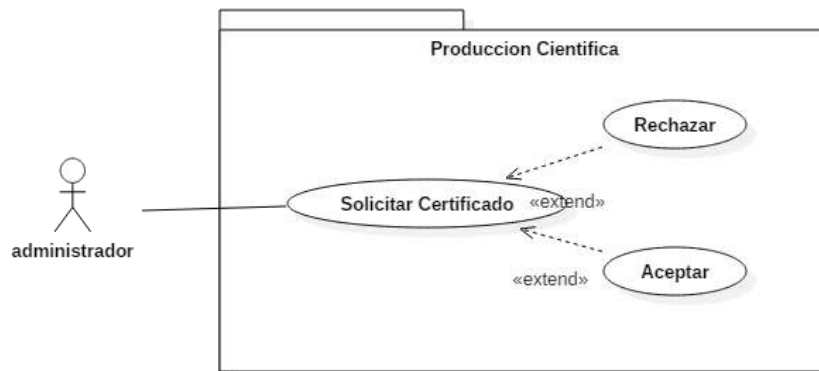 Produccion Cientifica
Rechazar
Solicitar Certificado
«extend»
administrador
Aceptar
«extend»